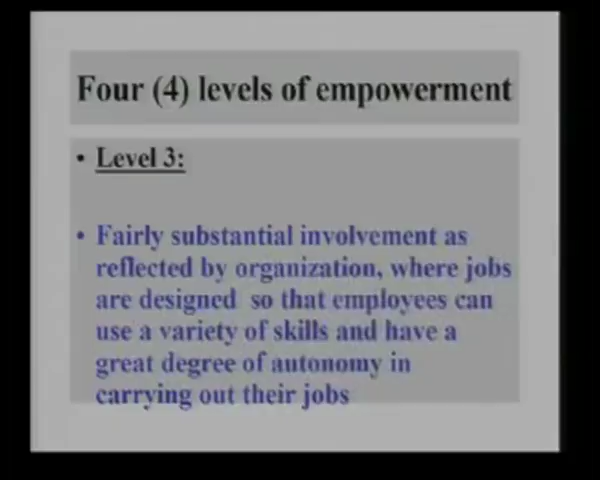 Four (4) levels of empowerment
• Level 3:
• Fairly substantial involvement as
reflected by organization, where jobs
are designed so that employees can
use a variety of skills and have a
great degree of autonomy in
carrying out their jobs